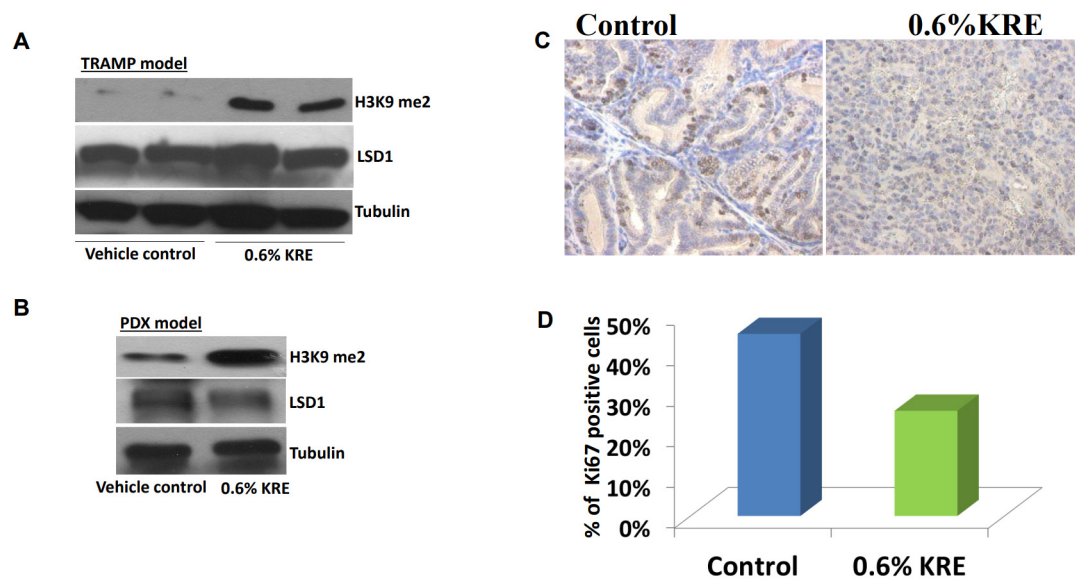 A
TRAMP model
H3K9 me2
LSD1
Tubulin
Vehicle control 0.6% KRE
B
PDX model
H3K9 me2
LSD1
Tubulin
Vehicle control 0.6% KRE
C
Control 0.6%KRE
D
% of Ki67 positive cells
50%
40%
30%
20%
10%
0%
Control 0.6% KRE